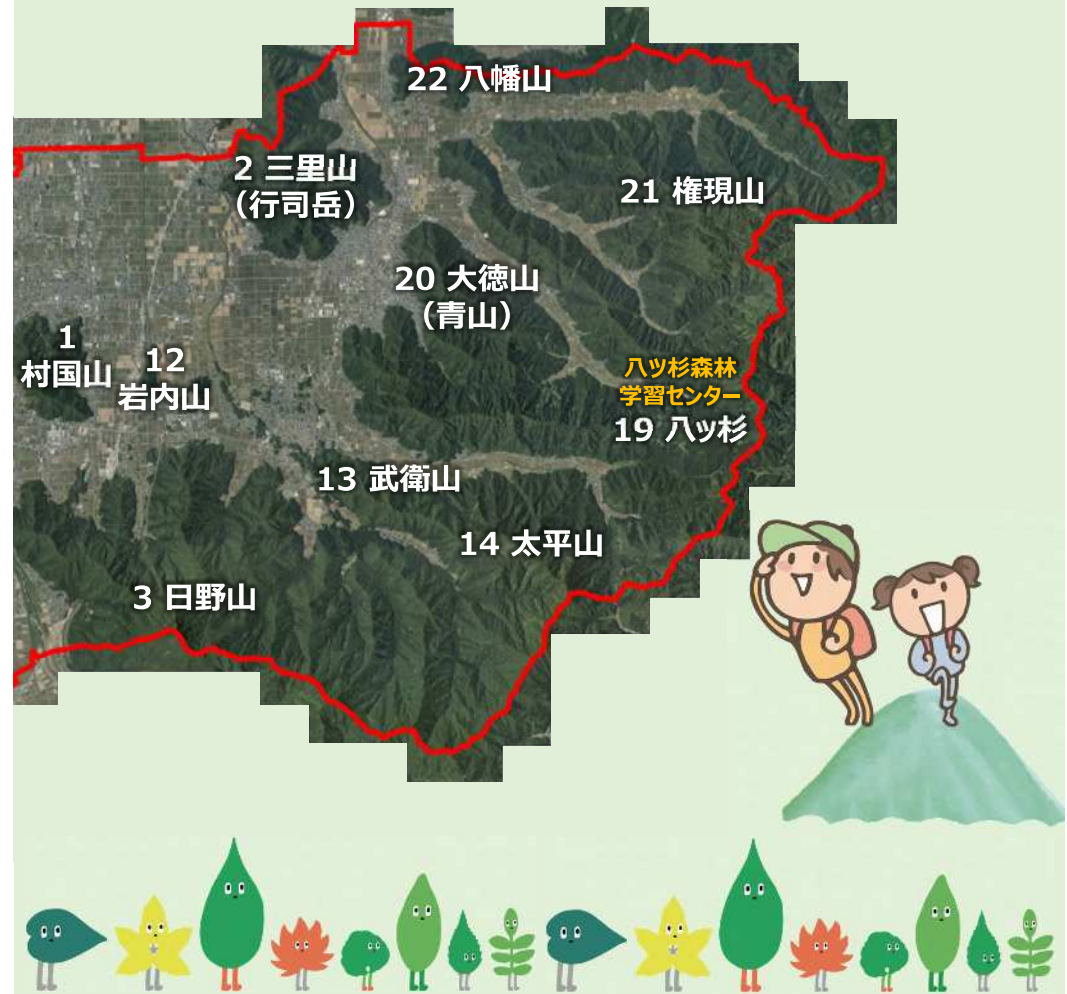 22 八幡山
2 三里山
（行司岳）
21 権現山
20 大徳山
（青山）
1
村国山
12
岩内山
八ツ杉森林
学習センター
19 八ッ杉
13 武衛山
14 太平山
3 日野山